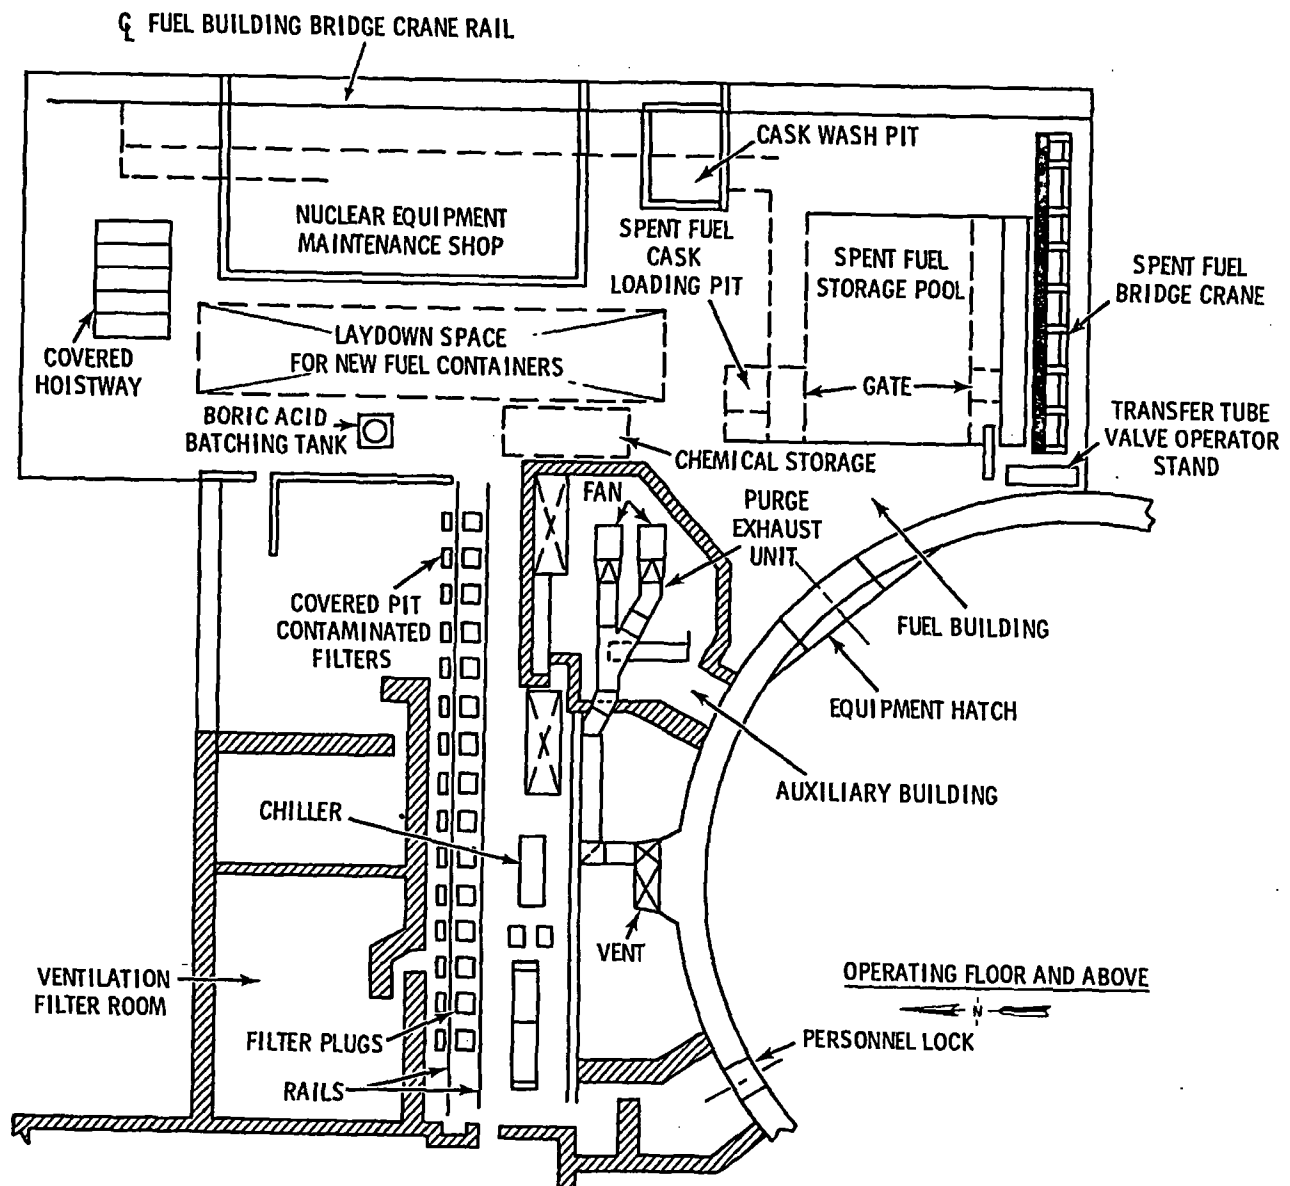 ℄ FUEL BUILDING BRIDGE CRANE RAIL
CASK WASH PIT
NUCLEAR EQUIPMENT
MAINTENANCE SHOP
SPENT FUEL
CASK
LOADING PIT
SPENT FUEL
STORAGE POOL
SPENT FUEL
BRIDGE CRANE
LAYDOWN SPACE
FOR NEW FUEL CONTAINERS
COVERED
HOISTWAY
GATE
BORIC ACID
BATCHING TANK
TRANSFER TUBE
VALVE OPERATOR
STAND
CHEMICAL STORAGE
FAN
PURGE
EXHAUST
UNIT
COVERED PIT
CONTAMINATED
FILTERS
FUEL BUILDING
EQUIPMENT HATCH
AUXILIARY BUILDING
CHILLER
VENT
VENTILATION
FILTER ROOM
OPERATING FLOOR AND ABOVE
N
FILTER PLUGS
PERSONNEL LOCK
RAILS